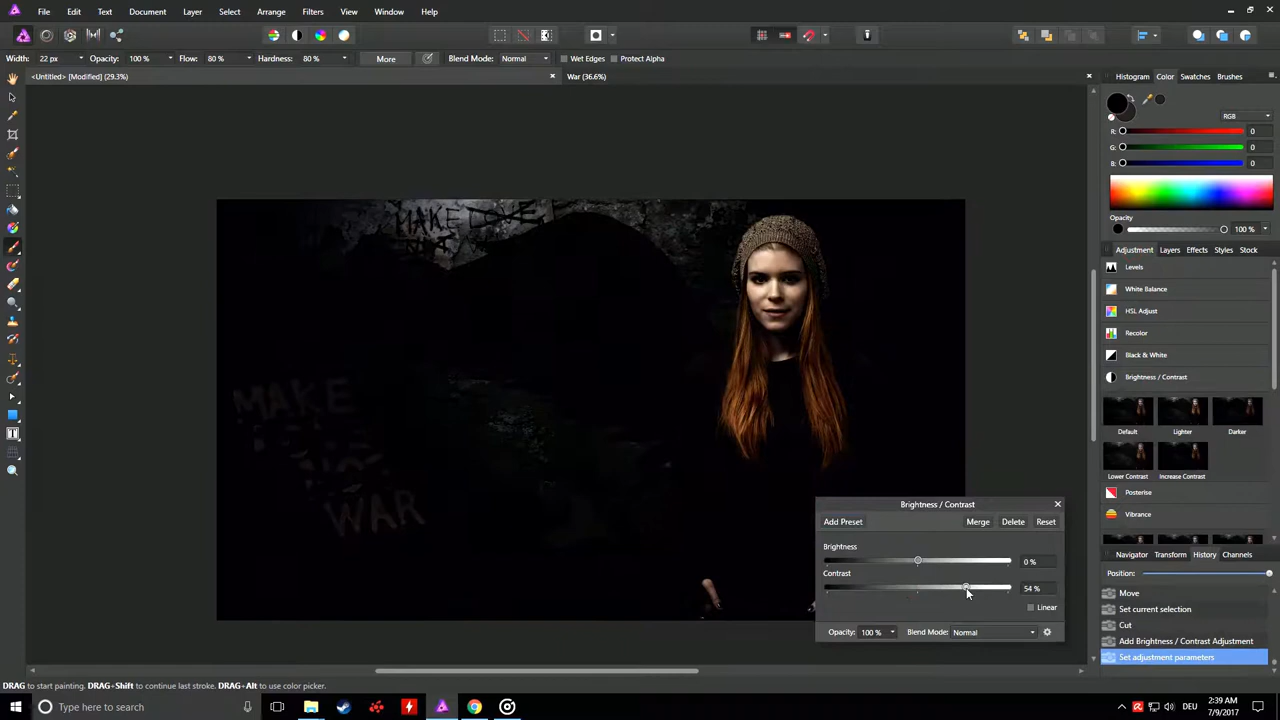 File Edit Text Document Layer Select Arrange Filters View Window Help
Width: 22 px Opacity: 100 % Flow: 80 % Hardness: 80 % More Blend Mode: Normal Wet Edges Protect Alpha
<Untitled> [Modified] (29.3%)
War (36.6%)
Histogram Color Swatches Brushes
RGB
R: 0
G: 0
B: 0
Opacity
100 %
Adjustment Layers Effects Styles Stock
Levels
White Balance
HSL Adjust
Recolor
Black & White
Brightness / Contrast
Default Lighter Darker
Lower Contrast Increase Contrast
Posterise
Vibrance
Navigator Transform History Channels
Position:
Move
Set current selection
Cut
Add Brightness / Contrast Adjustment
Set adjustment parameters
MAKE LOVE
MAKE
WAR
Brightness / Contrast
Add Preset Merge Delete Reset
Brightness
0 %
Contrast
54 %
Linear
Opacity: 100 % Blend Mode: Normal
DRAG to start painting. DRAG+Shift to continue last stroke. DRAG+Alt to use color picker.
Type here to search
DEU
2:39 AM
7/9/2017